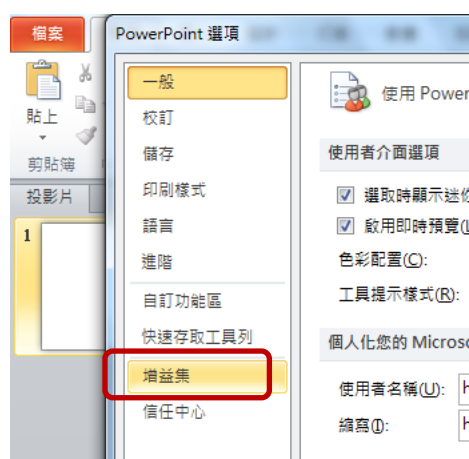 檔案
PowerPoint 選項
貼上
剪貼簿
投影片
1
一般
校訂
儲存
印刷樣式
語言
進階
自訂功能區
快速存取工具列
增益集
信任中心
使用 Power
使用者介面選項
選取時顯示迷你
啟用即時預覽(L
色彩配置(C):
工具提示樣式(R):
個人化您的 Microso
使用者名稱(U):
縮寫(I):